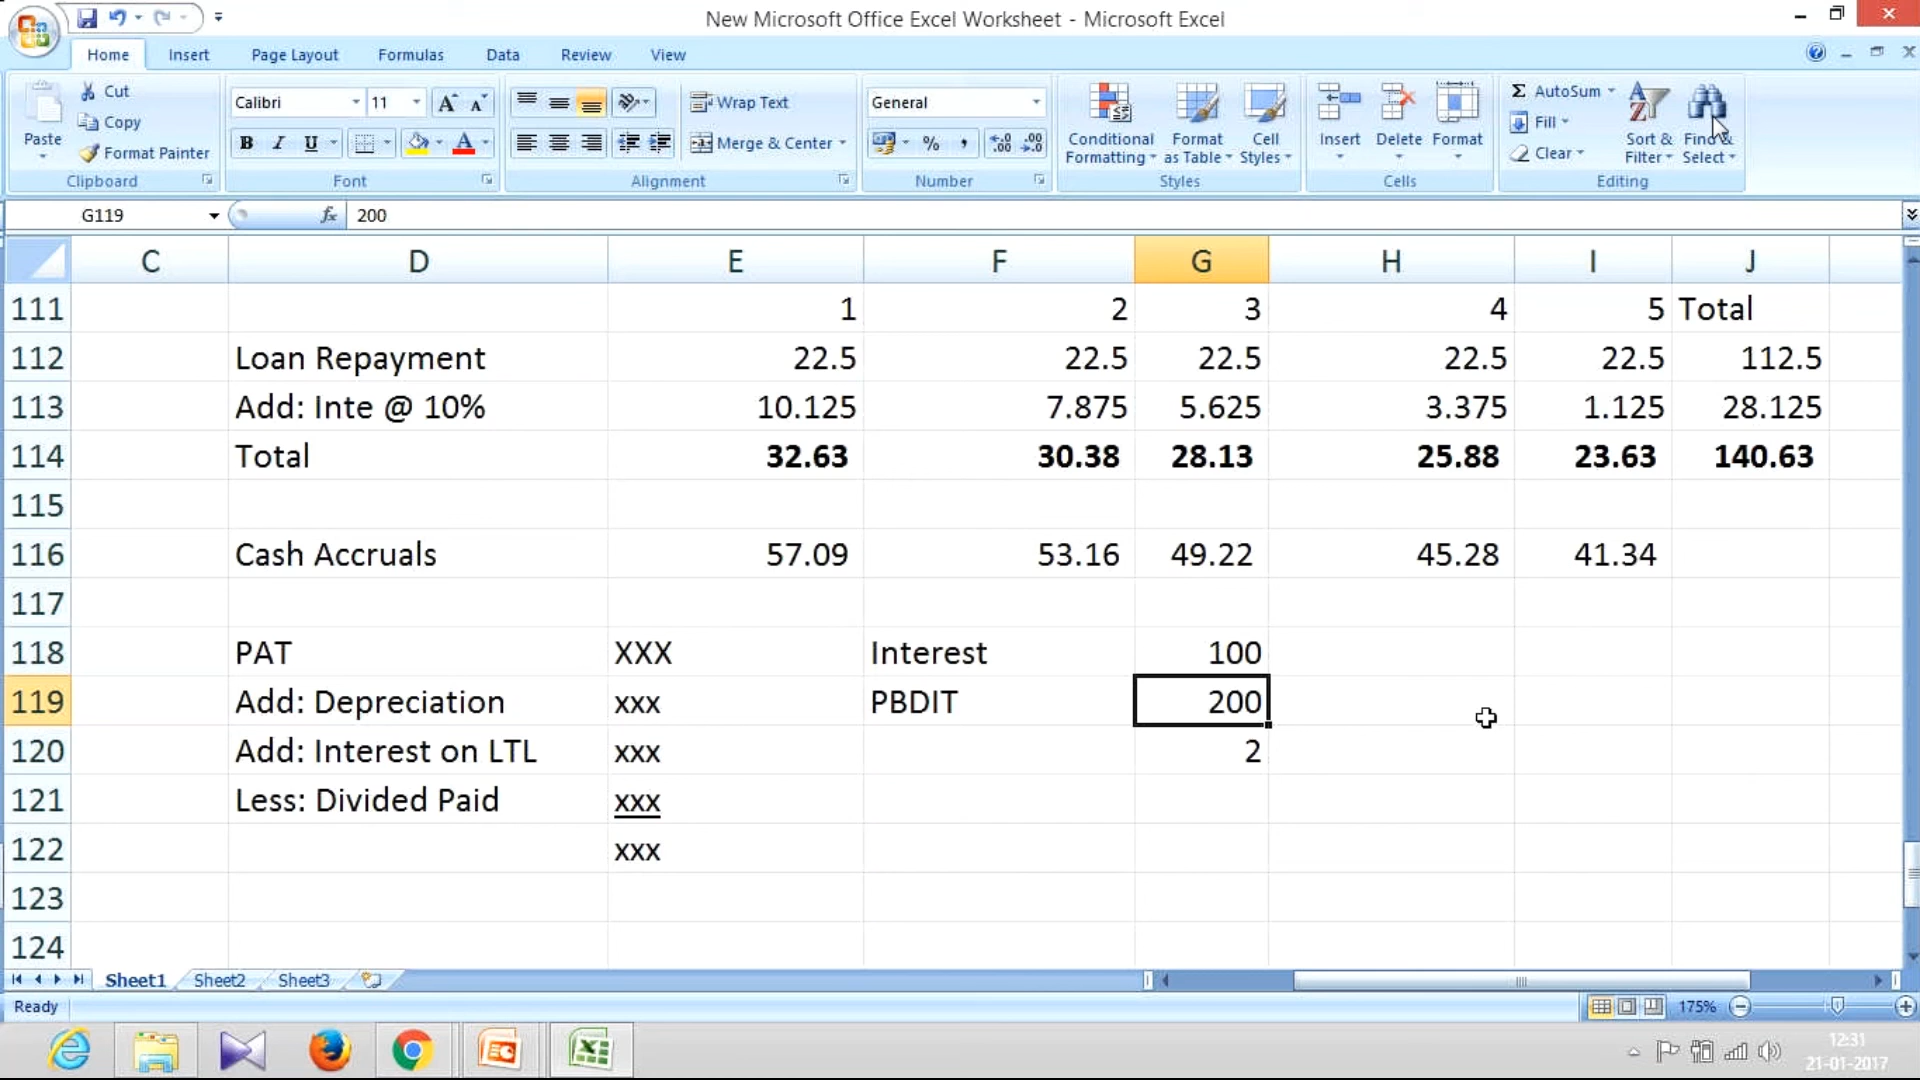 New Microsoft Office Excel Worksheet - Microsoft Excel
Home Insert Page Layout Formulas Data Review View
Cut
Copy
Format Painter
Paste
Clipboard
Calibri 11
B I U
Font
Wrap Text
Merge & Center
Alignment
General
% ,
Number
Conditional Formatting
Format as Table
Cell Styles
Styles
Insert Delete Format
Cells
Σ AutoSum
Fill
Clear
Sort & Filter
Find & Select
Editing
G119 fx 200
C D E F G H I J
111 1 2 3 4 5 Total
112 Loan Repayment 22.5 22.5 22.5 22.5 22.5 112.5
113 Add: Inte @ 10% 10.125 7.875 5.625 3.375 1.125 28.125
114 Total 32.63 30.38 28.13 25.88 23.63 140.63
115
116 Cash Accruals 57.09 53.16 49.22 45.28 41.34
117
118 PAT XXX Interest 100
119 Add: Depreciation xxx PBDIT 200
120 Add: Interest on LTL xxx 2
121 Less: Divided Paid xxx
122 xxx
123
124
Sheet1 Sheet2 Sheet3
Ready 175%
12:31
21-01-2017